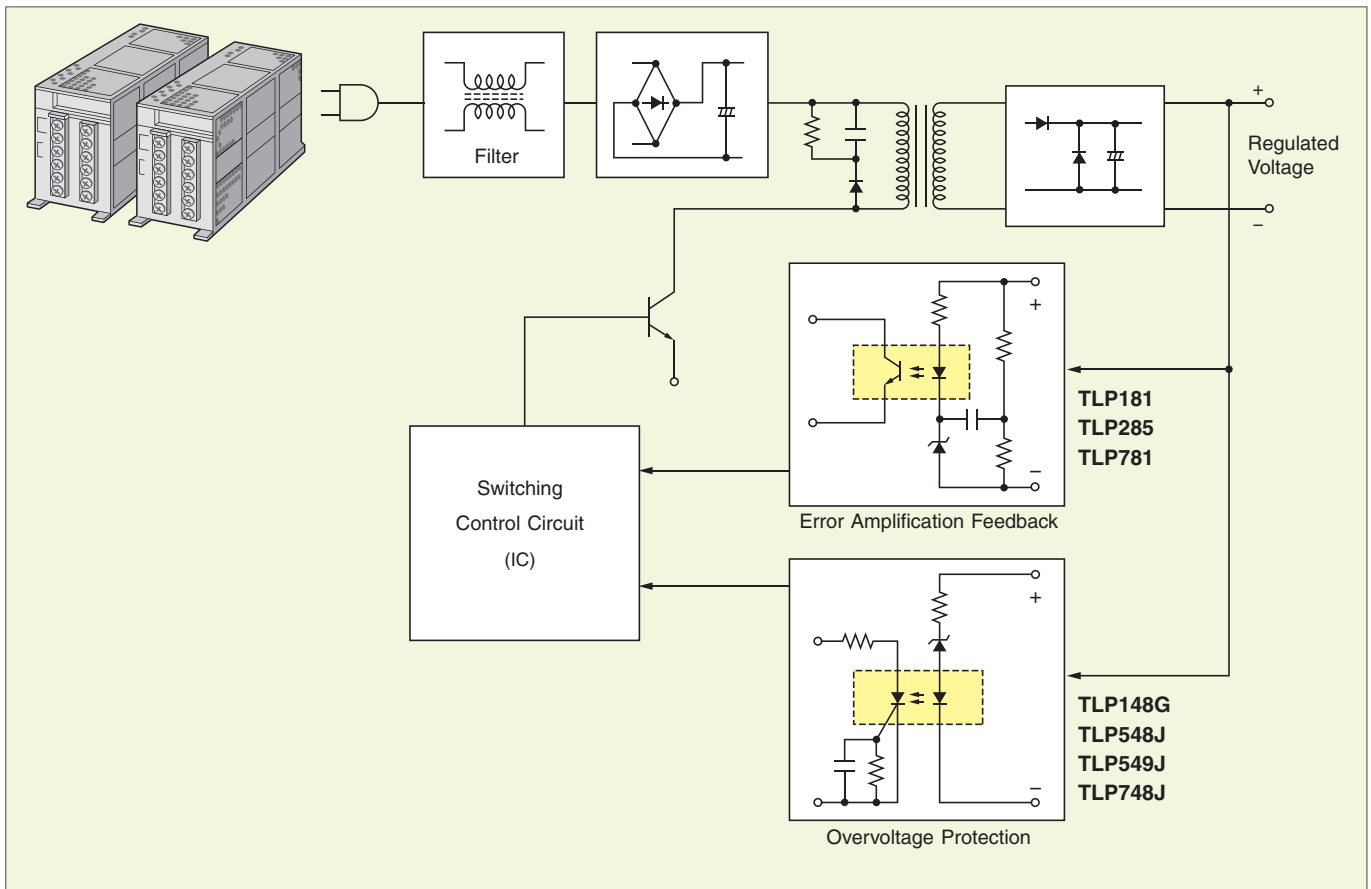 Filter
+
Regulated
Voltage
−
+
TLP181
TLP285
TLP781
−
Switching
Control Circuit
(IC)
Error Amplification Feedback
+
TLP148G
TLP548J
TLP549J
TLP748J
−
Overvoltage Protection